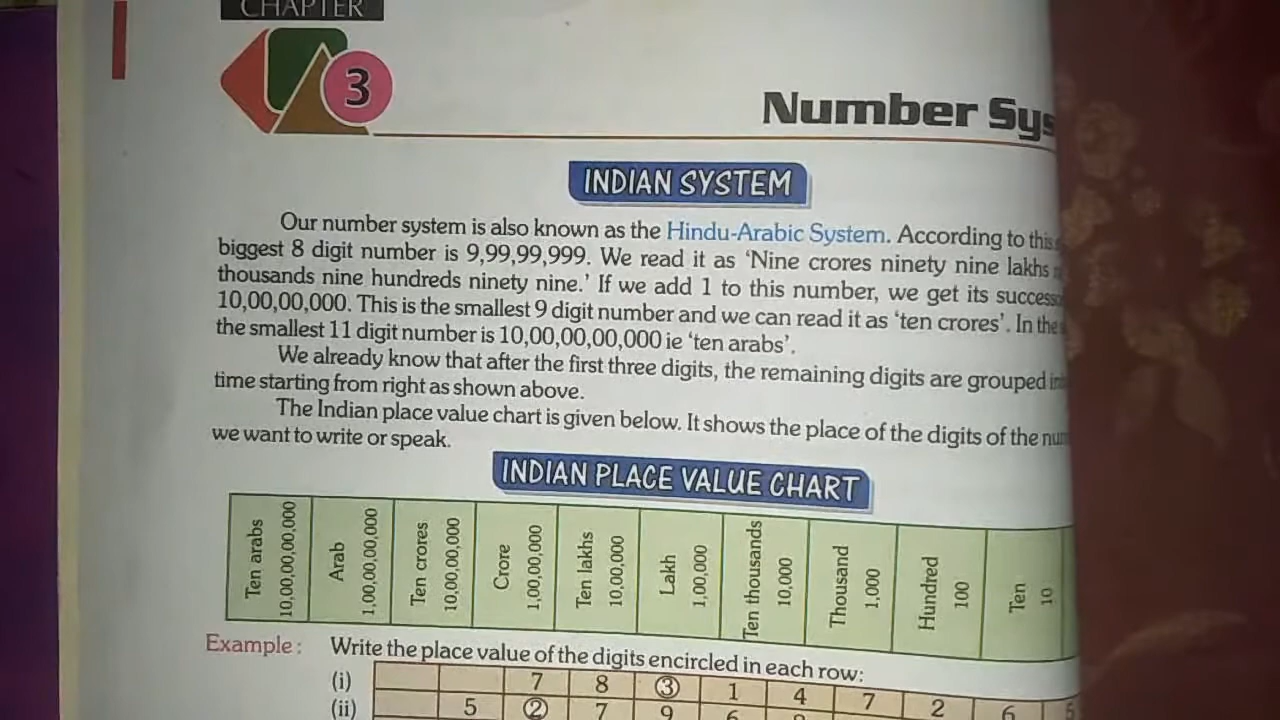 CHAPTER
3
Number Sys
INDIAN SYSTEM
Our number system is also known as the Hindu-Arabic System. According to this
biggest 8 digit number is 9,99,99,999. We read it as ‘Nine crores ninety nine lakhs
thousands nine hundreds ninety nine.’ If we add 1 to this number, we get its successo
10,00,00,000. This is the smallest 9 digit number and we can read it as ‘ten crores’. In the
the smallest 11 digit number is 10,00,00,00,000 ie ‘ten arabs’.
We already know that after the first three digits, the remaining digits are grouped in
time starting from right as shown above.
The Indian place value chart is given below. It shows the place of the digits of the num
we want to write or speak.
INDIAN PLACE VALUE CHART
Ten arabs
10,00,00,00,000
Arab
1,00,00,00,000
Ten crores
10,00,00,000
Crore
1,00,00,000
Ten lakhs
10,00,000
Lakh
1,00,000
Ten thousands
10,000
Thousand
1,000
Hundred
100
Ten
10
Example: Write the place value of the digits encircled in each row:
(i) 7 8 3 1 4 7 2 6 5
(ii) 5 2 7 9 6